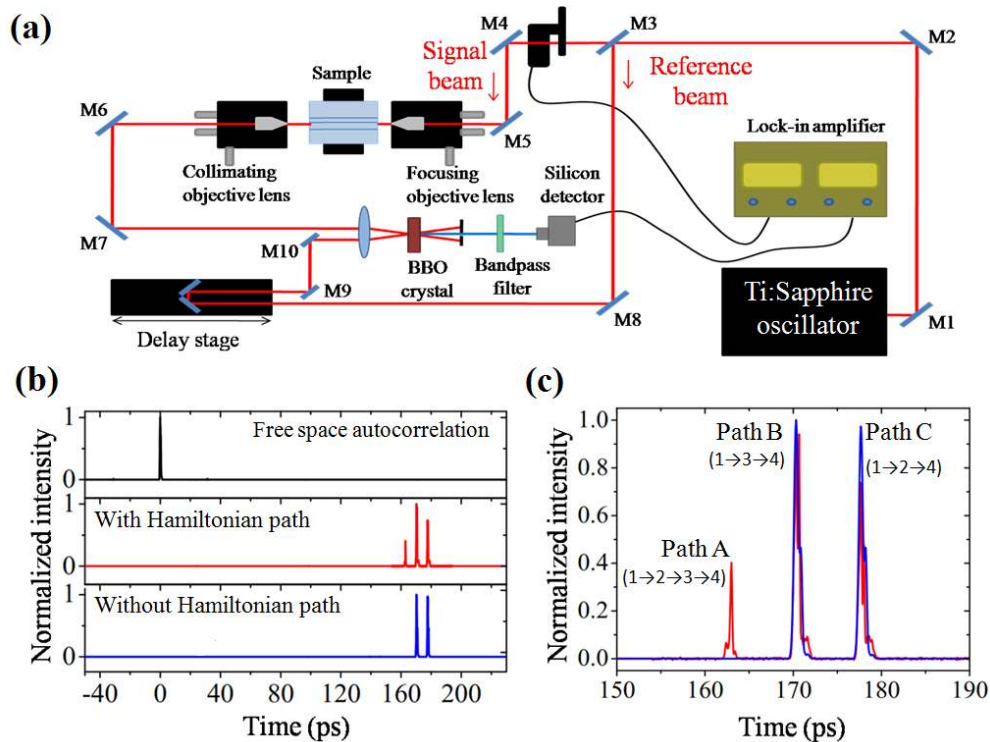 (a)
M4
M3
M2
Signal
beam
Reference
beam
Sample
M6
M5
Lock-in amplifier
Collimating
objective lens
Focusing
objective lens
Silicon
detector
M7
M10
BBO
crystal
Bandpass
filter
M9
M8
Ti:Sapphire
oscillator
M1
Delay stage
(b)
Normalized intensity
1
0
Free space autocorrelation
1
0
With Hamiltonian path
1
0
Without Hamiltonian path
-40 0 40 80 120 160 200
Time (ps)
(c)
Normalized intensity
1.0
0.8
0.6
0.4
0.2
0.0
Path B
(1→3→4)
Path C
(1→2→4)
Path A
(1→2→3→4)
150 160 170 180 190
Time (ps)